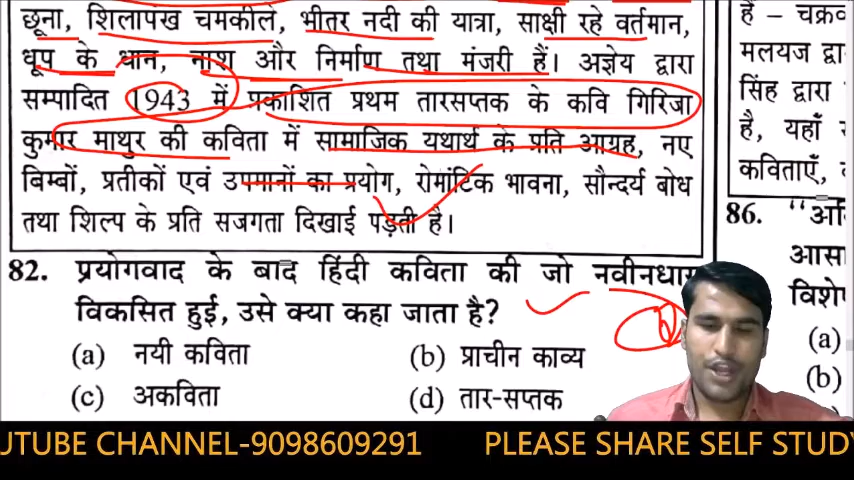 छूना, शिलापंख चमकीले, भीतर नदी की यात्रा, साक्षी रहे वर्तमान,
धूप के धान, नाश और निर्माण तथा मंजरी हैं। अज्ञेय द्वारा
सम्पादित 1943 में प्रकाशित प्रथम तारसप्तक के कवि गिरिजा
कुमार माथुर की कविता में सामाजिक यथार्थ के प्रति आग्रह, नए
बिम्बों, प्रतीकों एवं उपमानों का प्रयोग, रोमांटिक भावना, सौन्दर्य बोध
तथा शिल्प के प्रति सजगता दिखाई पड़ती है।
82. प्रयोगवाद के बाद हिंदी कविता की जो नवीनधारा
विकसित हुई, उसे क्या कहा जाता है?
(a) नयी कविता (b) प्राचीन काव्य
(c) अकविता (d) तार-सप्तक
है – चक्रव
मलयज द्वा
सिंह द्वारा
है, यहाँ
कविताएँ,
86. "अ
आसा
विशे
(a)
(b)
UTUBE CHANNEL-9098609291 PLEASE SHARE SELF STUDY